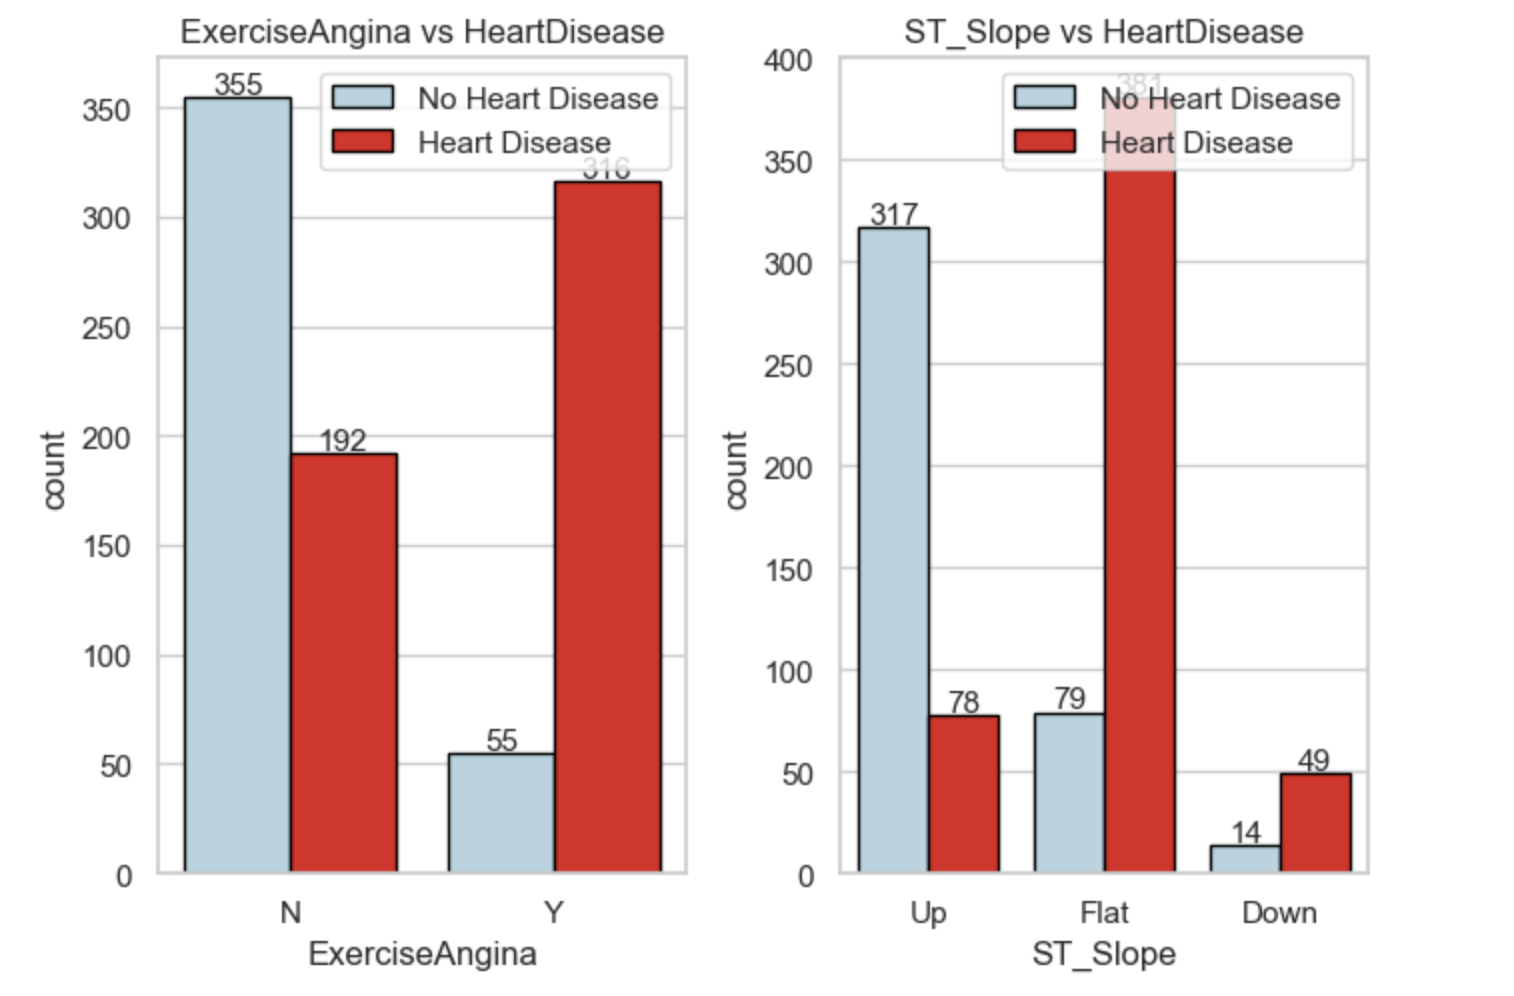 ExerciseAngina vs HeartDisease
355
No Heart Disease
Heart Disease
316
192
55
350
300
250
200
150
100
50
0
count
N
Y
ExerciseAngina
ST_Slope vs HeartDisease
381
No Heart Disease
Heart Disease
317
78
79
49
14
400
350
300
250
200
150
100
50
0
count
Up
Flat
Down
ST_Slope